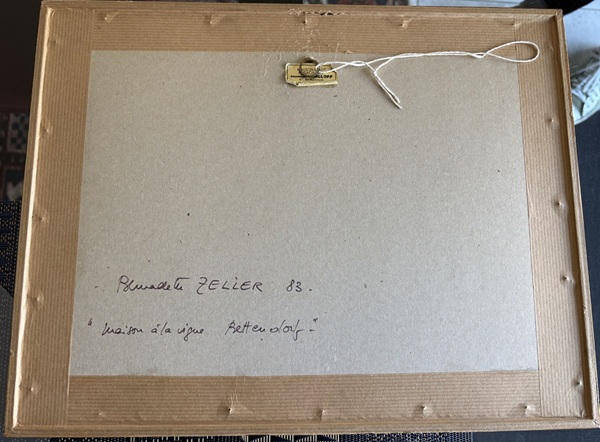 - Bernadette ZELLER 83.
"maison à la vigne Bettendorf."